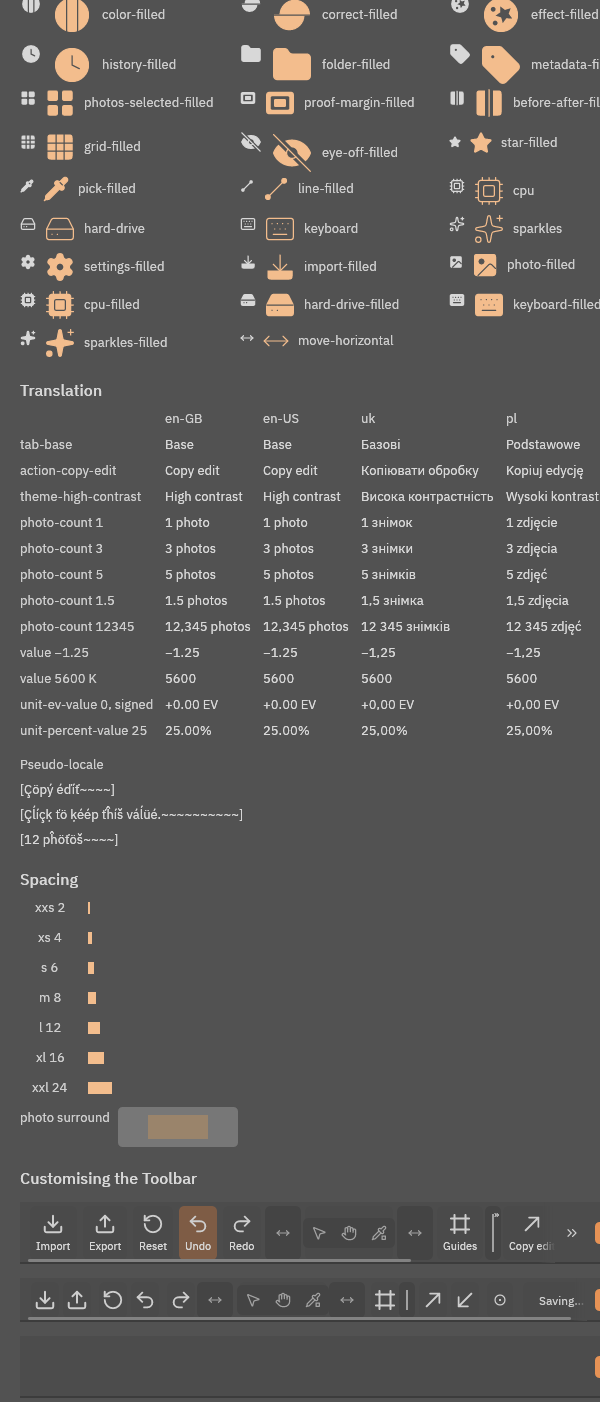 color-filled correct-filled effect-filled
history-filled folder-filled metadata-fi
photos-selected-filled proof-margin-filled before-after-fil
grid-filled eye-off-filled star-filled
pick-filled line-filled cpu
hard-drive keyboard sparkles
settings-filled import-filled photo-filled
cpu-filled hard-drive-filled keyboard-filled
sparkles-filled move-horizontal
Translation
en-GB en-US uk pl
tab-base Base Base Базові Podstawowe
action-copy-edit Copy edit Copy edit Копіювати обробку Kopiuj edycję
theme-high-contrast High contrast High contrast Висока контрастність Wysoki kontrast
photo-count 1 1 photo 1 photo 1 знімок 1 zdjęcie
photo-count 3 3 photos 3 photos 3 знімки 3 zdjęcia
photo-count 5 5 photos 5 photos 5 знімків 5 zdjęć
photo-count 1.5 1.5 photos 1.5 photos 1,5 знімка 1,5 zdjęcia
photo-count 12345 12,345 photos 12,345 photos 12 345 знімків 12 345 zdjęć
value −1.25 −1.25 −1.25 −1,25 −1,25
value 5600 K 5600 5600 5600 5600
unit-ev-value 0, signed +0.00 EV +0.00 EV +0,00 EV +0,00 EV
unit-percent-value 25 25.00% 25.00% 25,00% 25,00%
Pseudo-locale
[Çöpý éďíť~~~~]
[Çĺíçķ ťö ķéép ťĥíš váĺüé.~~~~~~~~~~]
[12 pĥöťöš~~~~]
Spacing
xxs 2
xs 4
s 6
m 8
l 12
xl 16
xxl 24
photo surround
Customising the Toolbar
Import Export Reset Undo Redo Guides Copy edi
Saving...